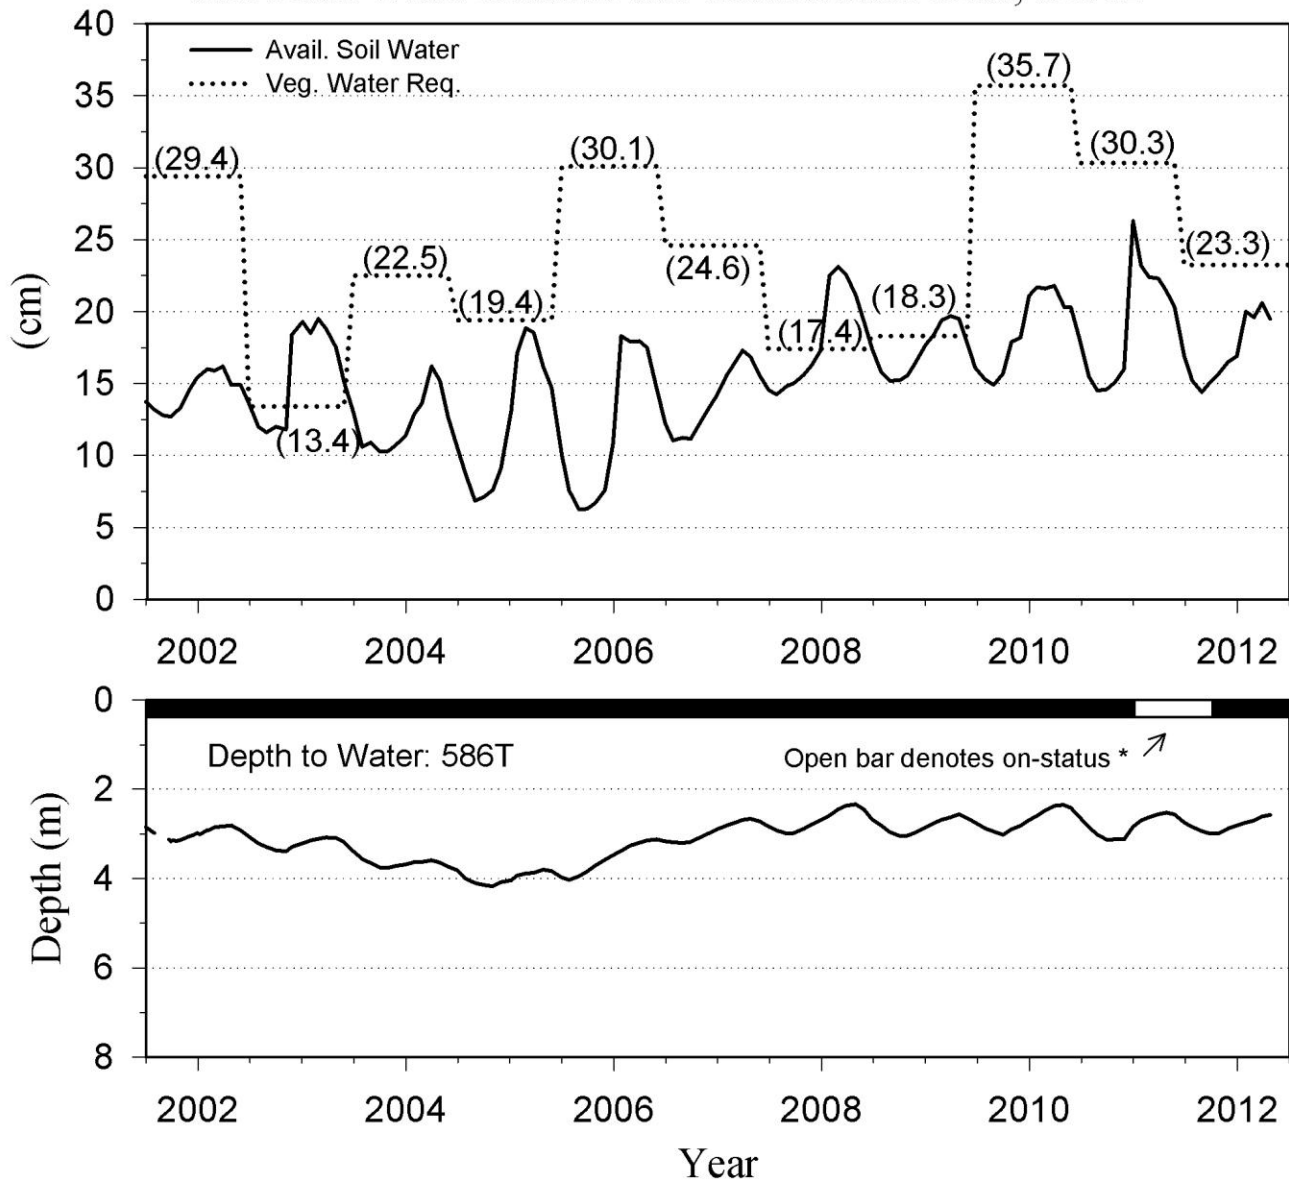 40
Avail. Soil Water
Veg. Water Req.
35
30
25
20
15
10
5
0
(cm)
(29.4)
(13.4)
(22.5)
(19.4)
(30.1)
(24.6)
(17.4)
(18.3)
(35.7)
(30.3)
(23.3)
2002 2004 2006 2008 2010 2012
0
2
4
6
8
Depth (m)
Depth to Water: 586T
Open bar denotes on-status *
2002 2004 2006 2008 2010 2012
Year